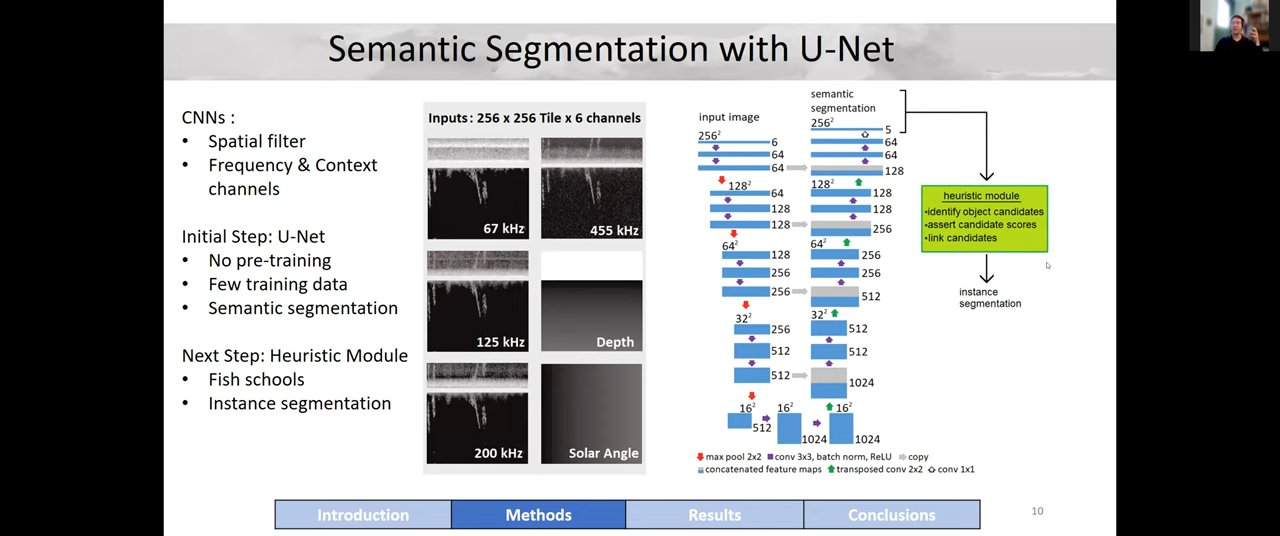 Semantic Segmentation with U-Net
CNNs :
• Spatial filter
• Frequency & Context
channels
Initial Step: U-Net
• No pre-training
• Few training data
• Semantic segmentation
Next Step: Heuristic Module
• Fish schools
• Instance segmentation
Inputs: 256 x 256 Tile x 6 channels
67 kHz
455 kHz
125 kHz
Depth
200 kHz
Solar Angle
input image
256²
6
64
64
128²
64
128
128
64²
128
256
256
32²
256
512
512
16²
512
16²
1024
16²
1024
semantic
segmentation
256²
5
64
64
128
128²
128
128
256
64²
256
256
512
32²
512
512
1024
heuristic module
•identify object candidates
•assert candidate scores
•link candidates
instance
segmentation
max pool 2x2 conv 3x3, batch norm, ReLU copy
concatenated feature maps transposed conv 2x2 conv 1x1
Introduction
Methods
Results
Conclusions
10